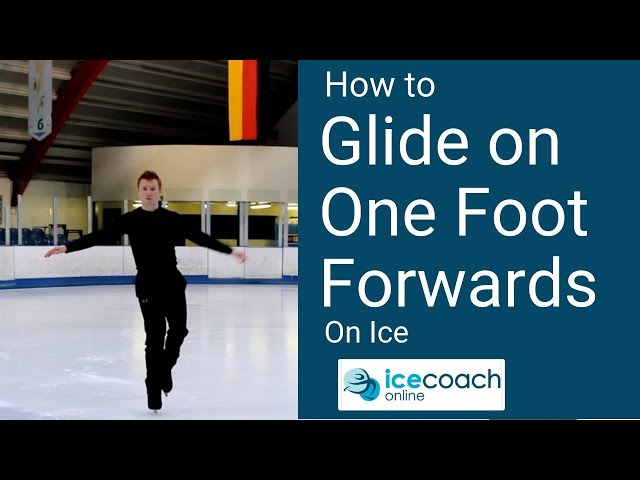 6
How to
Glide on
One Foot
Forwards
On Ice
icecoach
online